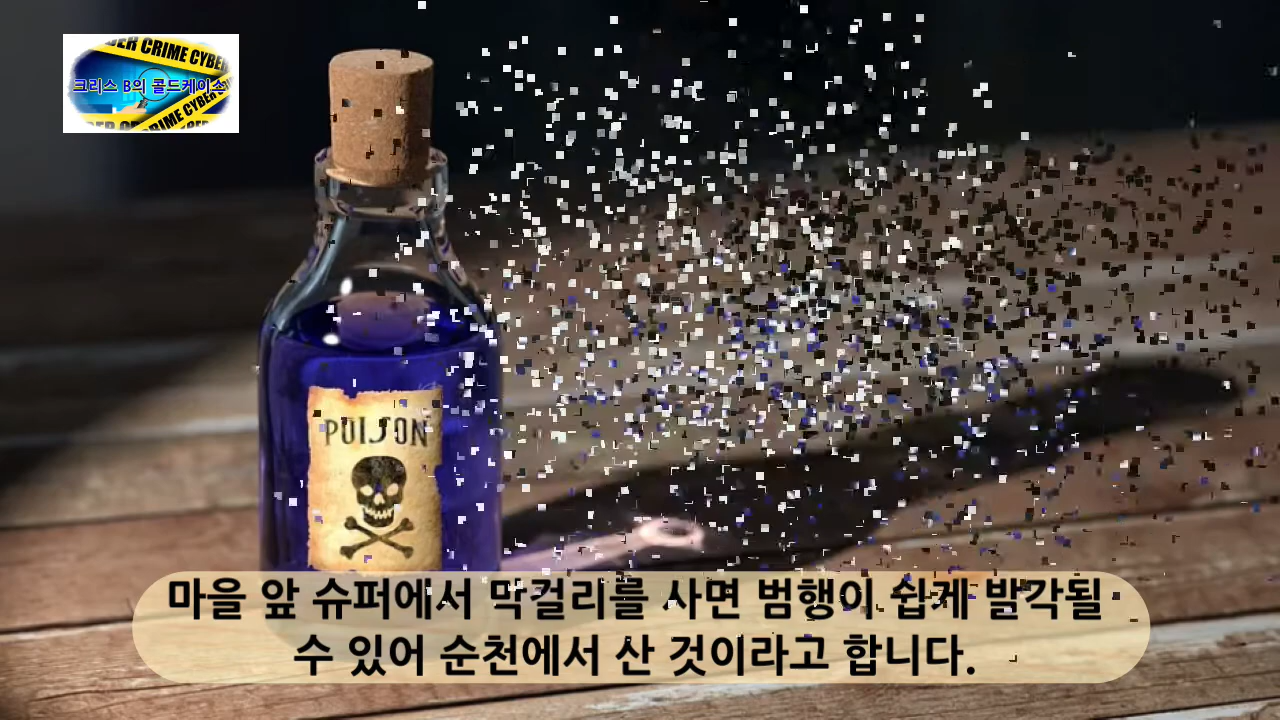 CRIME CYBER
크리스 B의 콜드케이스
CRIME CYBER
POISON
마을 앞 슈퍼에서 막걸리를 사면 범행이 쉽게 발각될
수 있어 순천에서 산 것이라고 합니다.